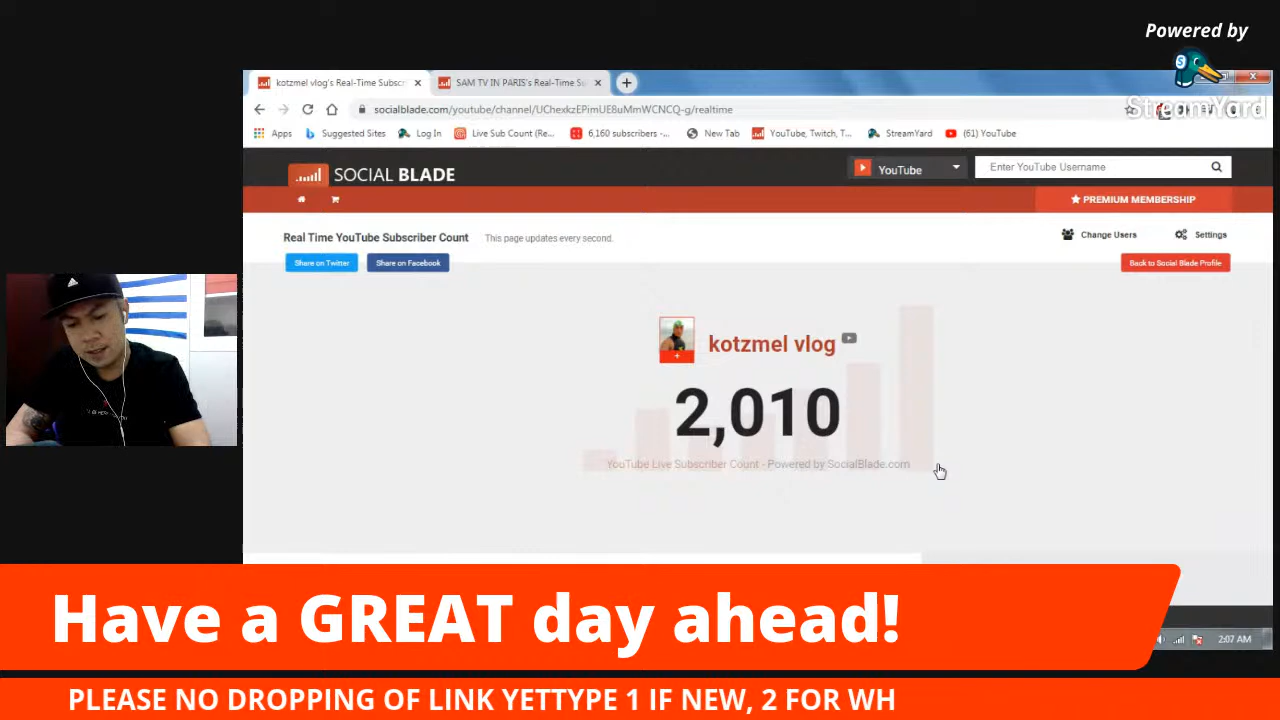 Powered by
StreamYard
kotzmel vlog's Real-Time Subscr
SAM TV IN PARIS's Real-Time Se
socialblade.com/youtube/channel/UChexkzEPimUE8uMmWCNCQ-g/realtime
Apps
Suggested Sites
Log In
Live Sub Count (Re...
6,160 subscribers -...
New Tab
YouTube, Twitch, T...
StreamYard
(61) YouTube
SOCIAL BLADE
YouTube
Enter YouTube Username
PREMIUM MEMBERSHIP
Real Time YouTube Subscriber Count
This page updates every second.
Change Users
Settings
Share on Twitter
Share on Facebook
Back to Social Blade Profile
kotzmel vlog
2,010
YouTube Live Subscriber Count - Powered by SocialBlade.com
Have a GREAT day ahead!
2:07 AM
PLEASE NO DROPPING OF LINK YETTYPE 1 IF NEW, 2 FOR WH